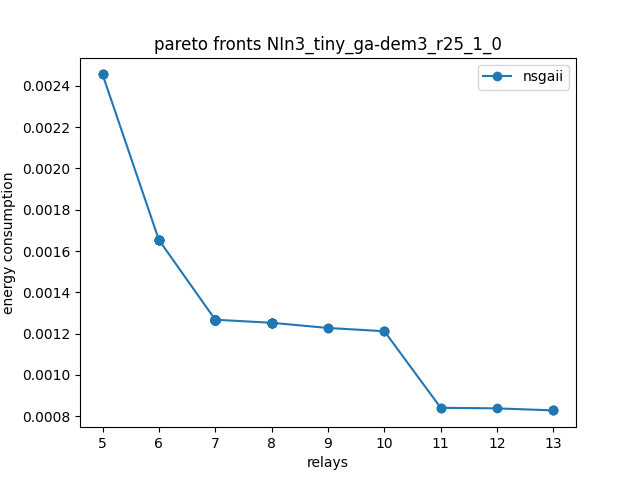 pareto fronts NIn3_tiny_ga-dem3_r25_1_0
nsgaii
0.0024
0.0022
0.0020
0.0018
0.0016
0.0014
0.0012
0.0010
0.0008
energy consumption
5 6 7 8 9 10 11 12 13
relays